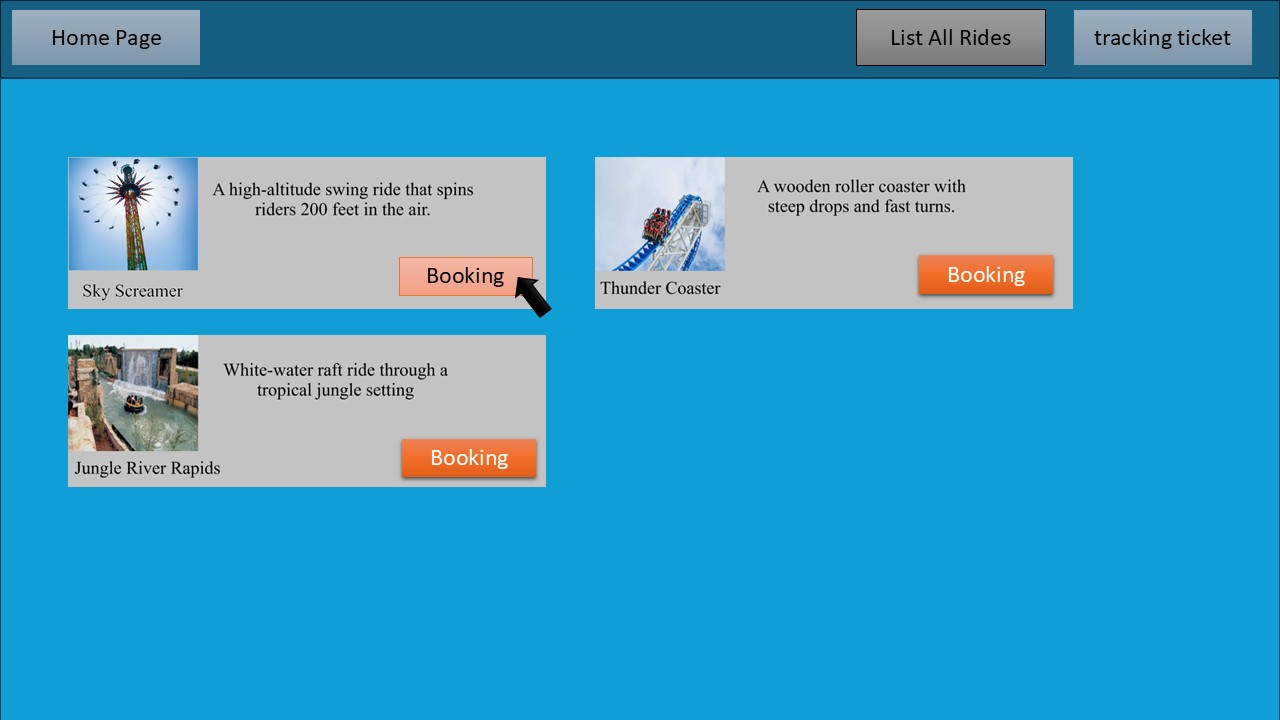 Home Page
List All Rides
tracking ticket
A high-altitude swing ride that spins
riders 200 feet in the air.
Booking
Sky Screamer
A wooden roller coaster with
steep drops and fast turns.
Booking
Thunder Coaster
White-water raft ride through a
tropical jungle setting
Booking
Jungle River Rapids